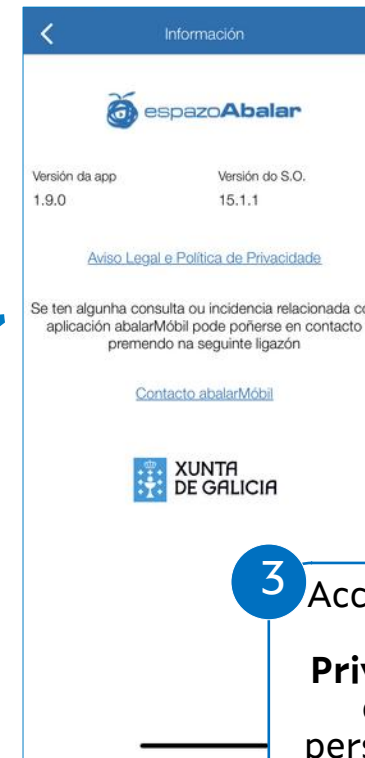 Información
espazoAbalar
Versión da app Versión do S.O.
1.9.0 15.1.1
Aviso Legal e Política de Privacidade
Se ten algunha consulta ou incidencia relacionada co
aplicación abalarMóbil pode poñerse en contacto
premendo na seguinte ligazón
Contacto abalarMóbil
XUNTA
DE GALICIA
3
Acc
Priv
pers